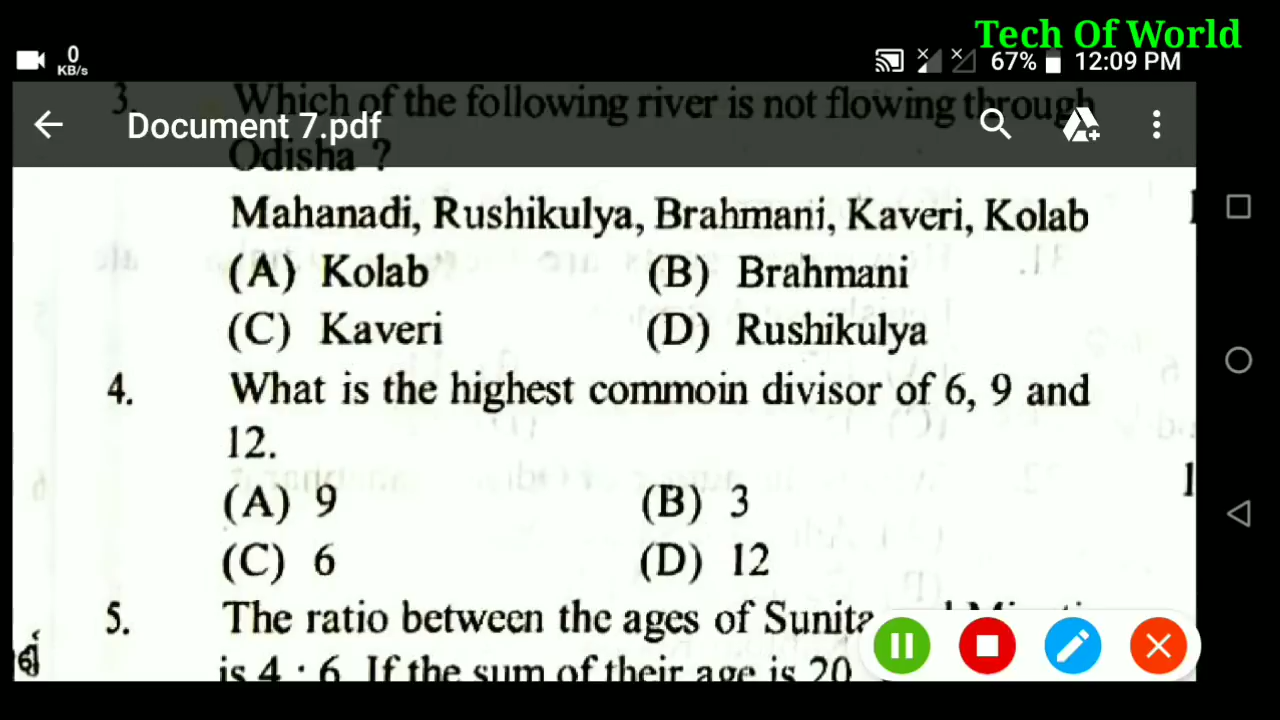 Tech Of World
0
KB/s
67%
12:09 PM
3. Which of the following river is not flowing through
Document 7.pdf
Odisha ?
Mahanadi, Rushikulya, Brahmani, Kaveri, Kolab
(A) Kolab (B) Brahmani
(C) Kaveri (D) Rushikulya
4. What is the highest commoin divisor of 6, 9 and
12.
(A) 9 (B) 3
(C) 6 (D) 12
5. The ratio between the ages of Sunita
is 4 : 6. If the sum of their age is 20